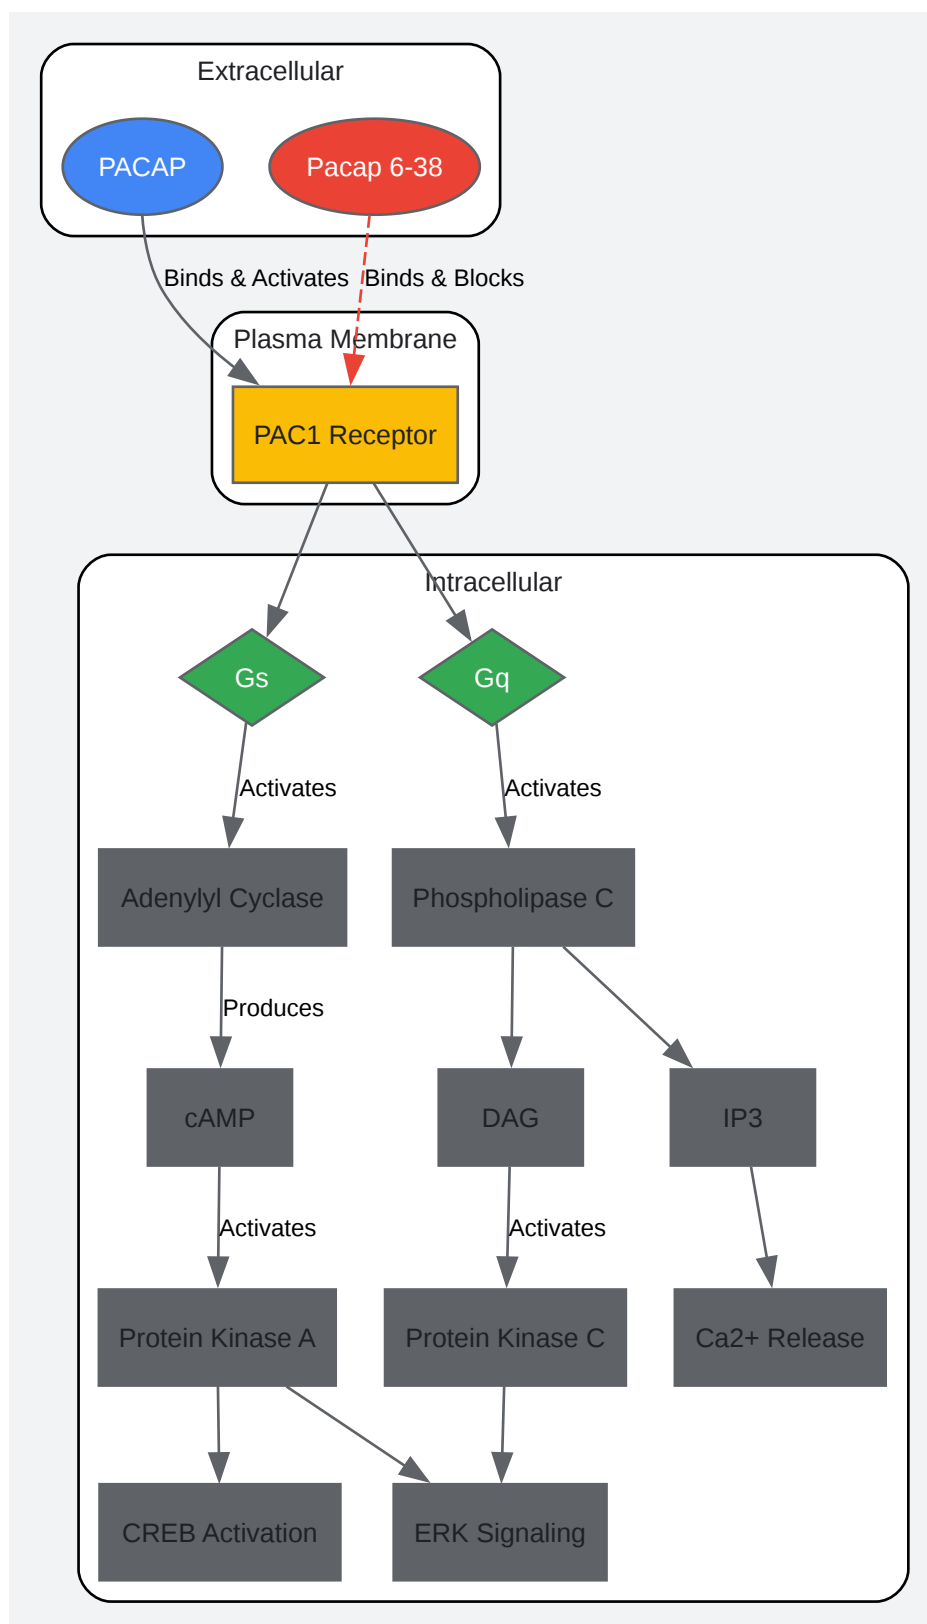 Extracellular
PACAP
Pacap 6-38
Binds & Activates
Binds & Blocks
Plasma Membrane
PAC1 Receptor
Intracellular
Gs
Gq
Activates
Activates
Adenylyl Cyclase
Phospholipase C
Produces
cAMP
DAG
IP3
Activates
Activates
Protein Kinase A
Protein Kinase C
Ca2+ Release
CREB Activation
ERK Signaling